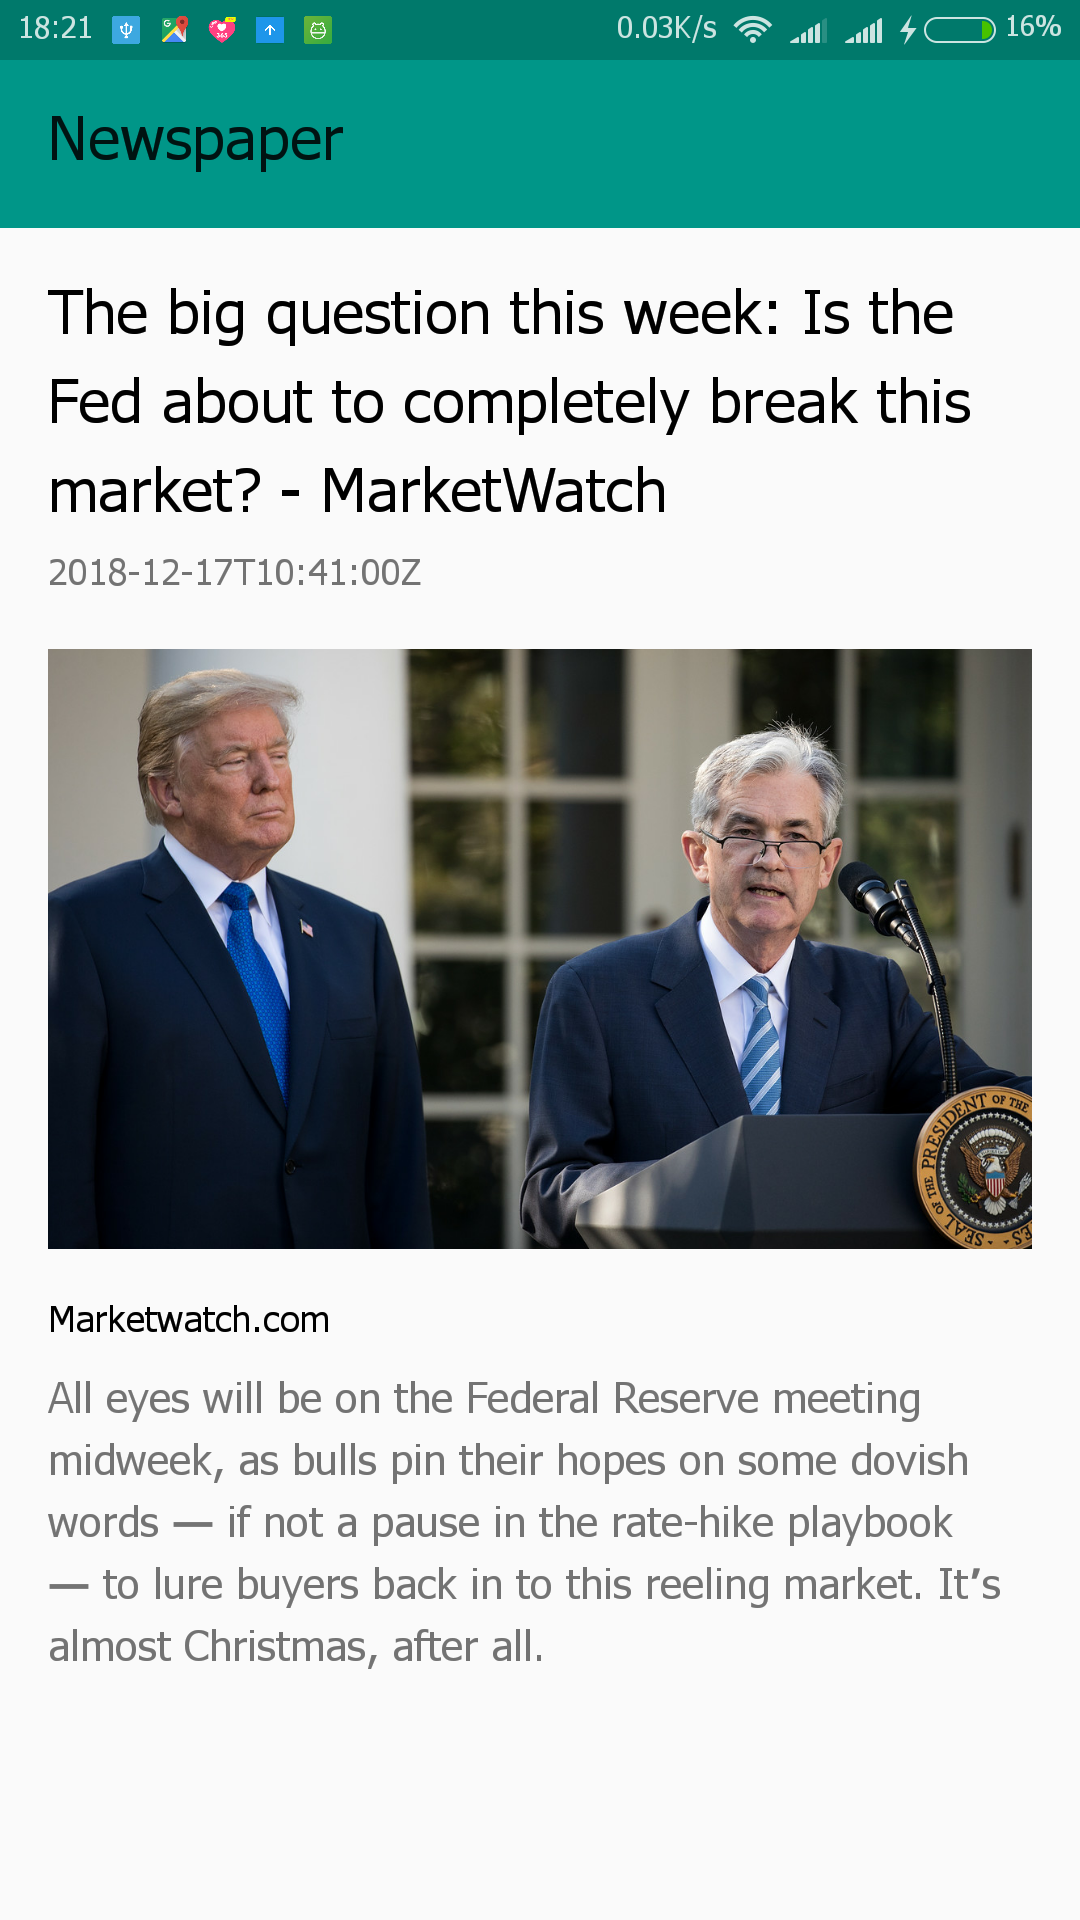 18:21 0.03K/s 16%
Newspaper
The big question this week: Is the
Fed about to completely break this
market? - MarketWatch
2018-12-17T10:41:00Z
SEAL OF THE PRESIDENT OF THE
Marketwatch.com
All eyes will be on the Federal Reserve meeting
midweek, as bulls pin their hopes on some dovish
words — if not a pause in the rate-hike playbook
— to lure buyers back in to this reeling market. It’s
almost Christmas, after all.